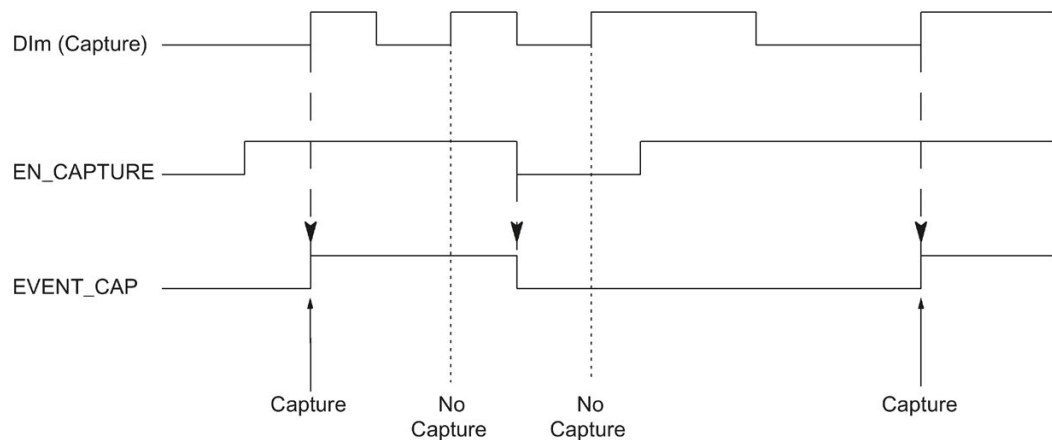 DIm (Capture)
EN_CAPTURE
EVENT_CAP
Capture
No
Capture
No
Capture
Capture